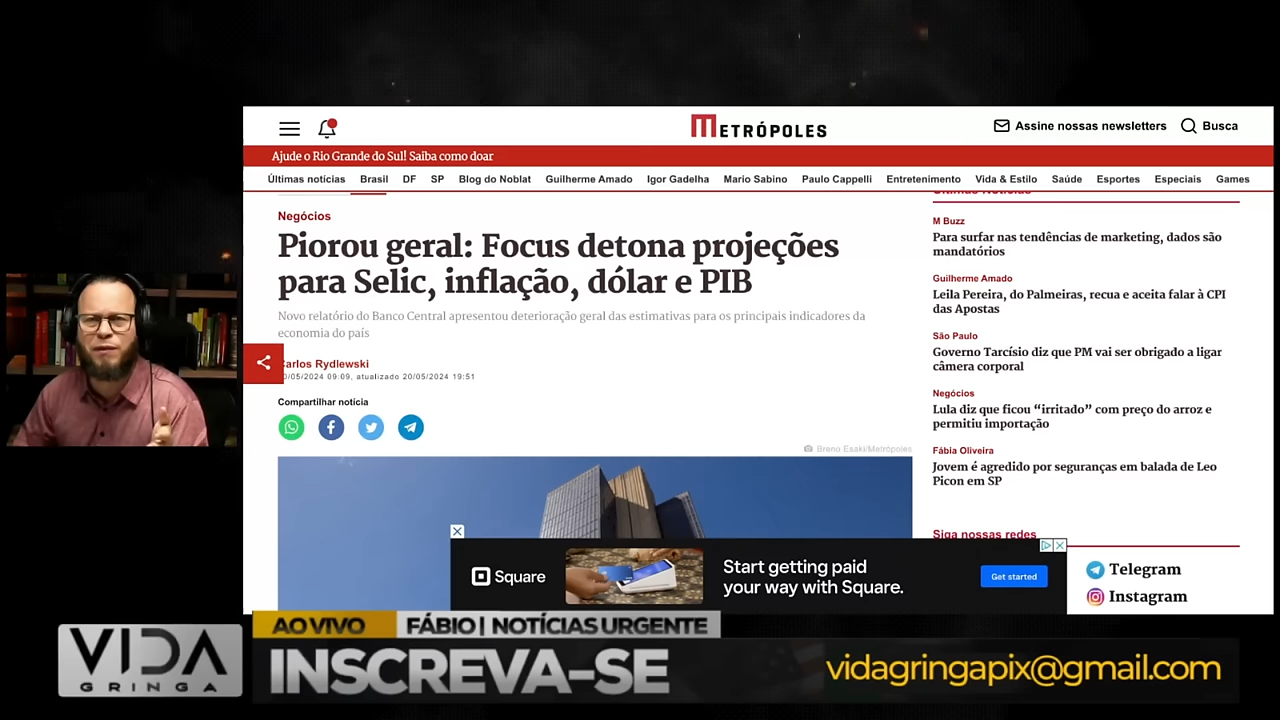 METRÓPOLES
Assine nossas newsletters
Busca
Ajude o Rio Grande do Sul! Saiba como doar
Últimas notícias Brasil DF SP Blog do Noblat Guilherme Amado Igor Gadelha Mario Sabino Paulo Cappelli Entretenimento Vida & Estilo Saúde Esportes Especiais Games
Negócios
Piorou geral: Focus detona projeções
para Selic, inflação, dólar e PIB
Novo relatório do Banco Central apresentou deterioração geral das estimativas para os principais indicadores da
economia do país
Carlos Rydlewski
0/05/2024 09:09, atualizado 20/05/2024 19:51
Compartilhar notícia
Breno Esaki/Metrópoles
Últimas Notícias
M Buzz
Para surfar nas tendências de marketing, dados são
mandatórios
Guilherme Amado
Leila Pereira, do Palmeiras, recua e aceita falar à CPI
das Apostas
São Paulo
Governo Tarcísio diz que PM vai ser obrigado a ligar
câmera corporal
Negócios
Lula diz que ficou “irritado” com preço do arroz e
permitiu importação
Fábia Oliveira
Jovem é agredido por seguranças em balada de Leo
Picon em SP
Siga nossas redes
Telegram
Instagram
Square
Start getting paid
your way with Square.
Get started
VIDA
GRINGA
AO VIVO
FÁBIO | NOTÍCIAS URGENTE
INSCREVA-SE
vidagringapix@gmail.com